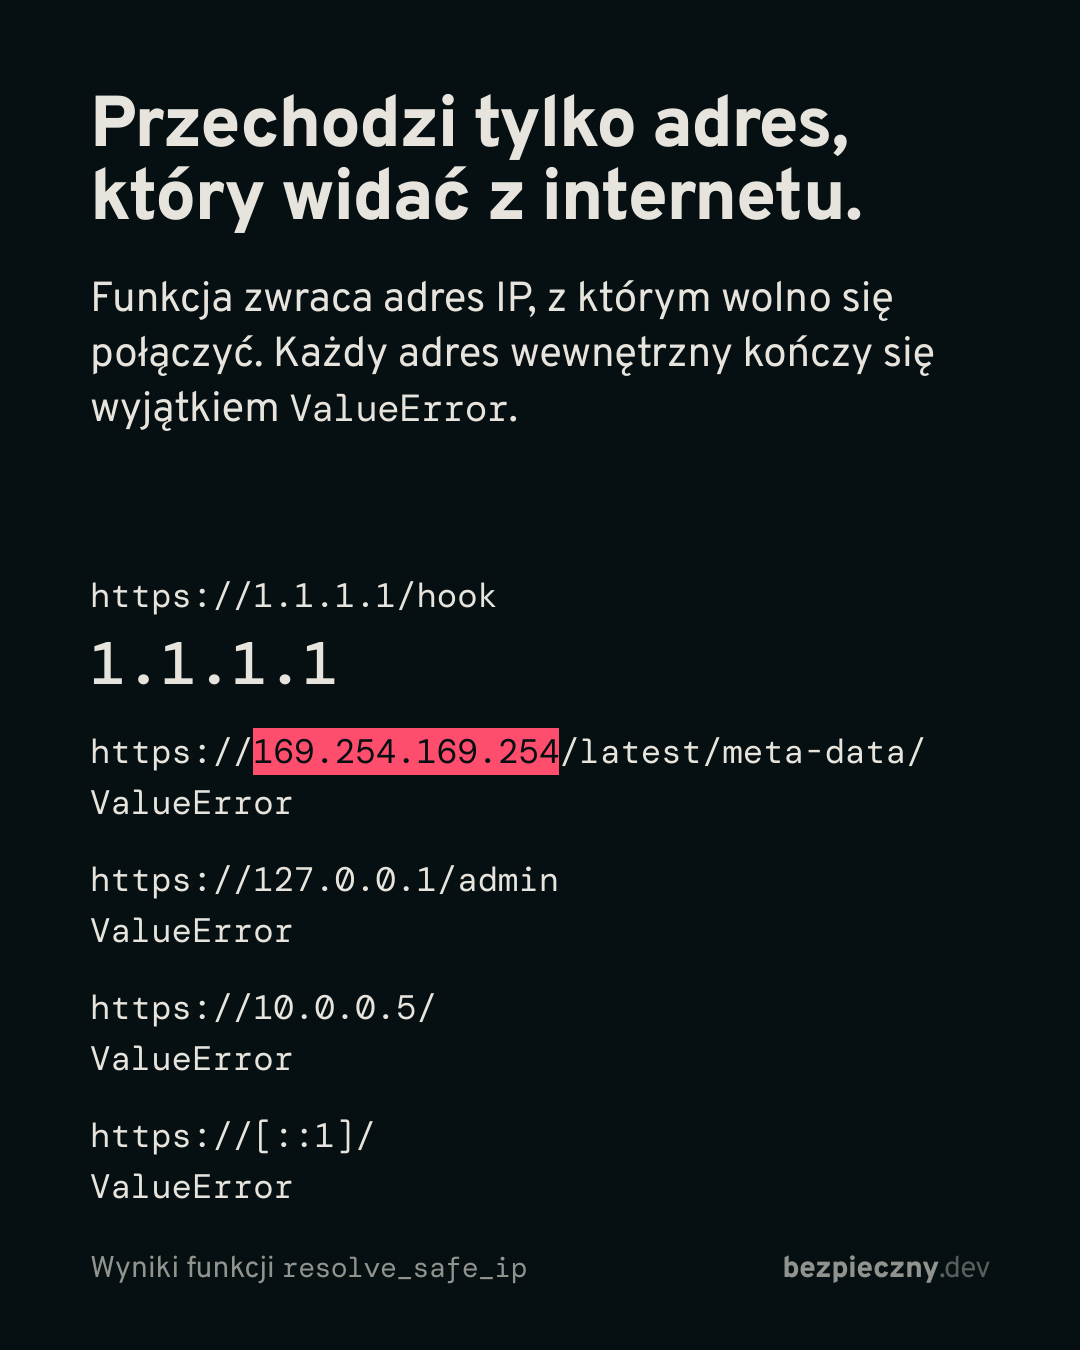 Przechodzi tylko adres,
który widać z internetu.
Funkcja zwraca adres IP, z którym wolno się
połączyć. Każdy adres wewnętrzny kończy się
wyjątkiem ValueError.
https://1.1.1.1/hook
1.1.1.1
https://169.254.169.254/latest/meta-data/
ValueError
https://127.0.0.1/admin
ValueError
https://10.0.0.5/
ValueError
https://[::1]/
ValueError
Wyniki funkcji resolve_safe_ip
bezpieczny.dev